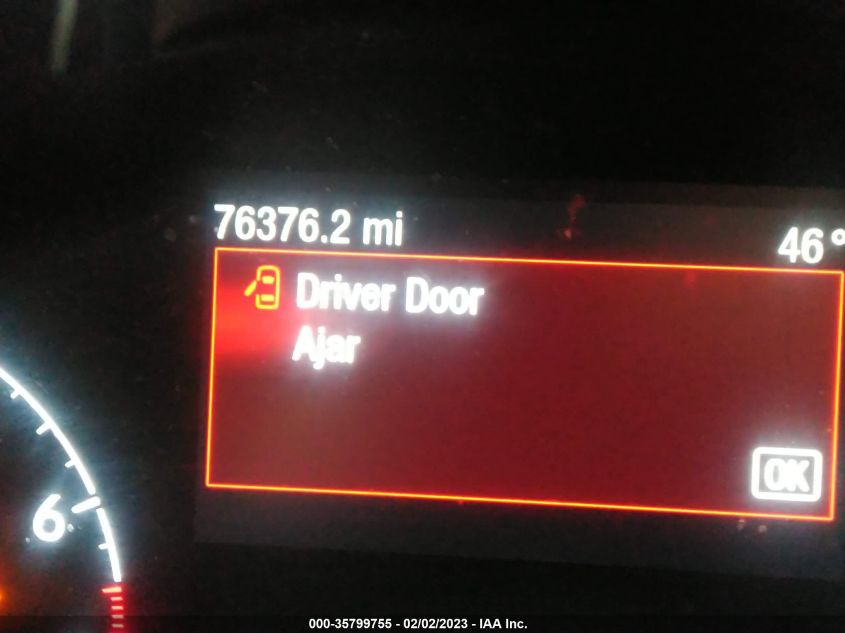 76376.2 mi
46°
Driver Door
Ajar
OK
6
000-35799755 - 02/02/2023 - IAA Inc.